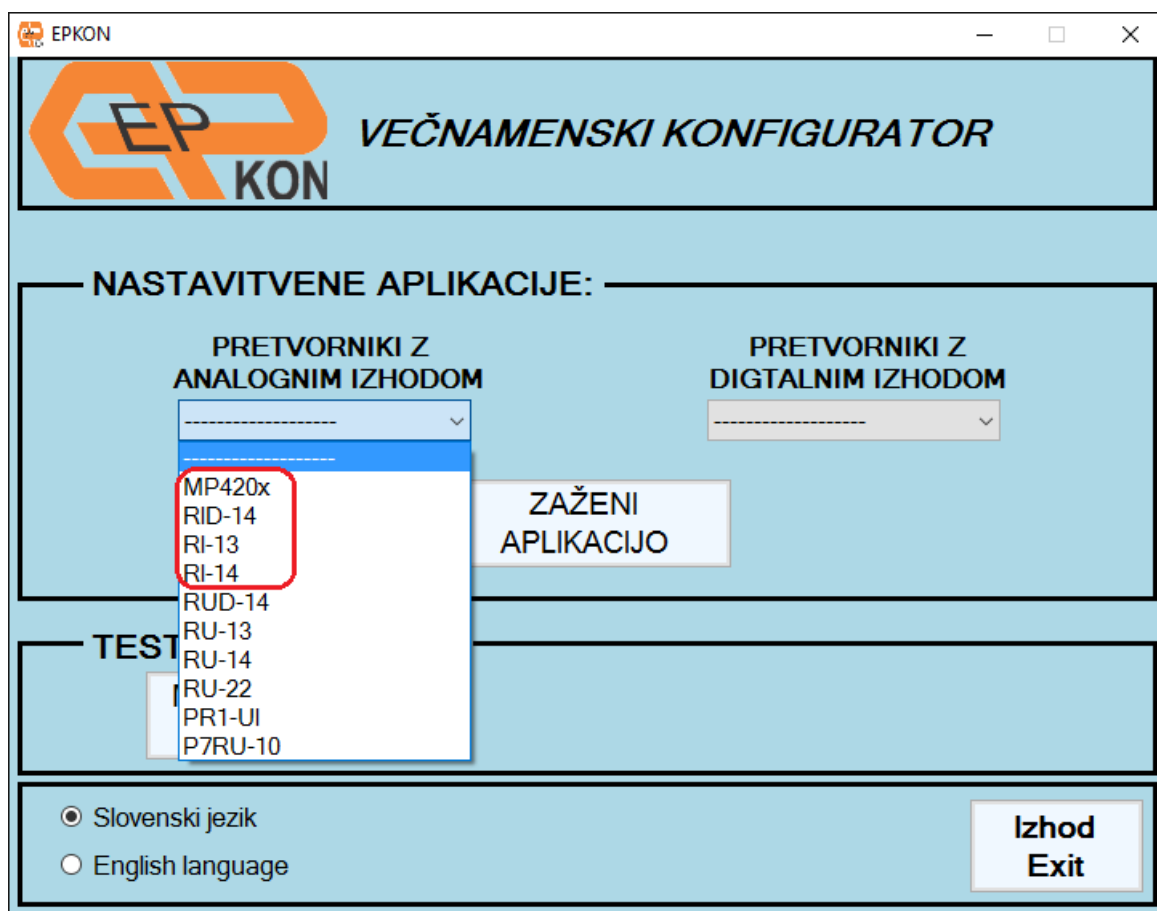 EPKON
EP
KON
VEČNAMENSKI KONFIGURATOR
NASTAVITVENE APLIKACIJE:
PRETVORNIKI Z
ANALOGNIM IZHODOM
PRETVORNIKI Z
DIGTALNIM IZHODOM
-------------------
-------------------
-------------------
MP420x
RID-14
RI-13
RI-14
RUD-14
RU-13
RU-14
RU-22
PR1-UI
P7RU-10
ZAŽENI
APLIKACIJO
TEST
Slovenski jezik
English language
Izhod
Exit